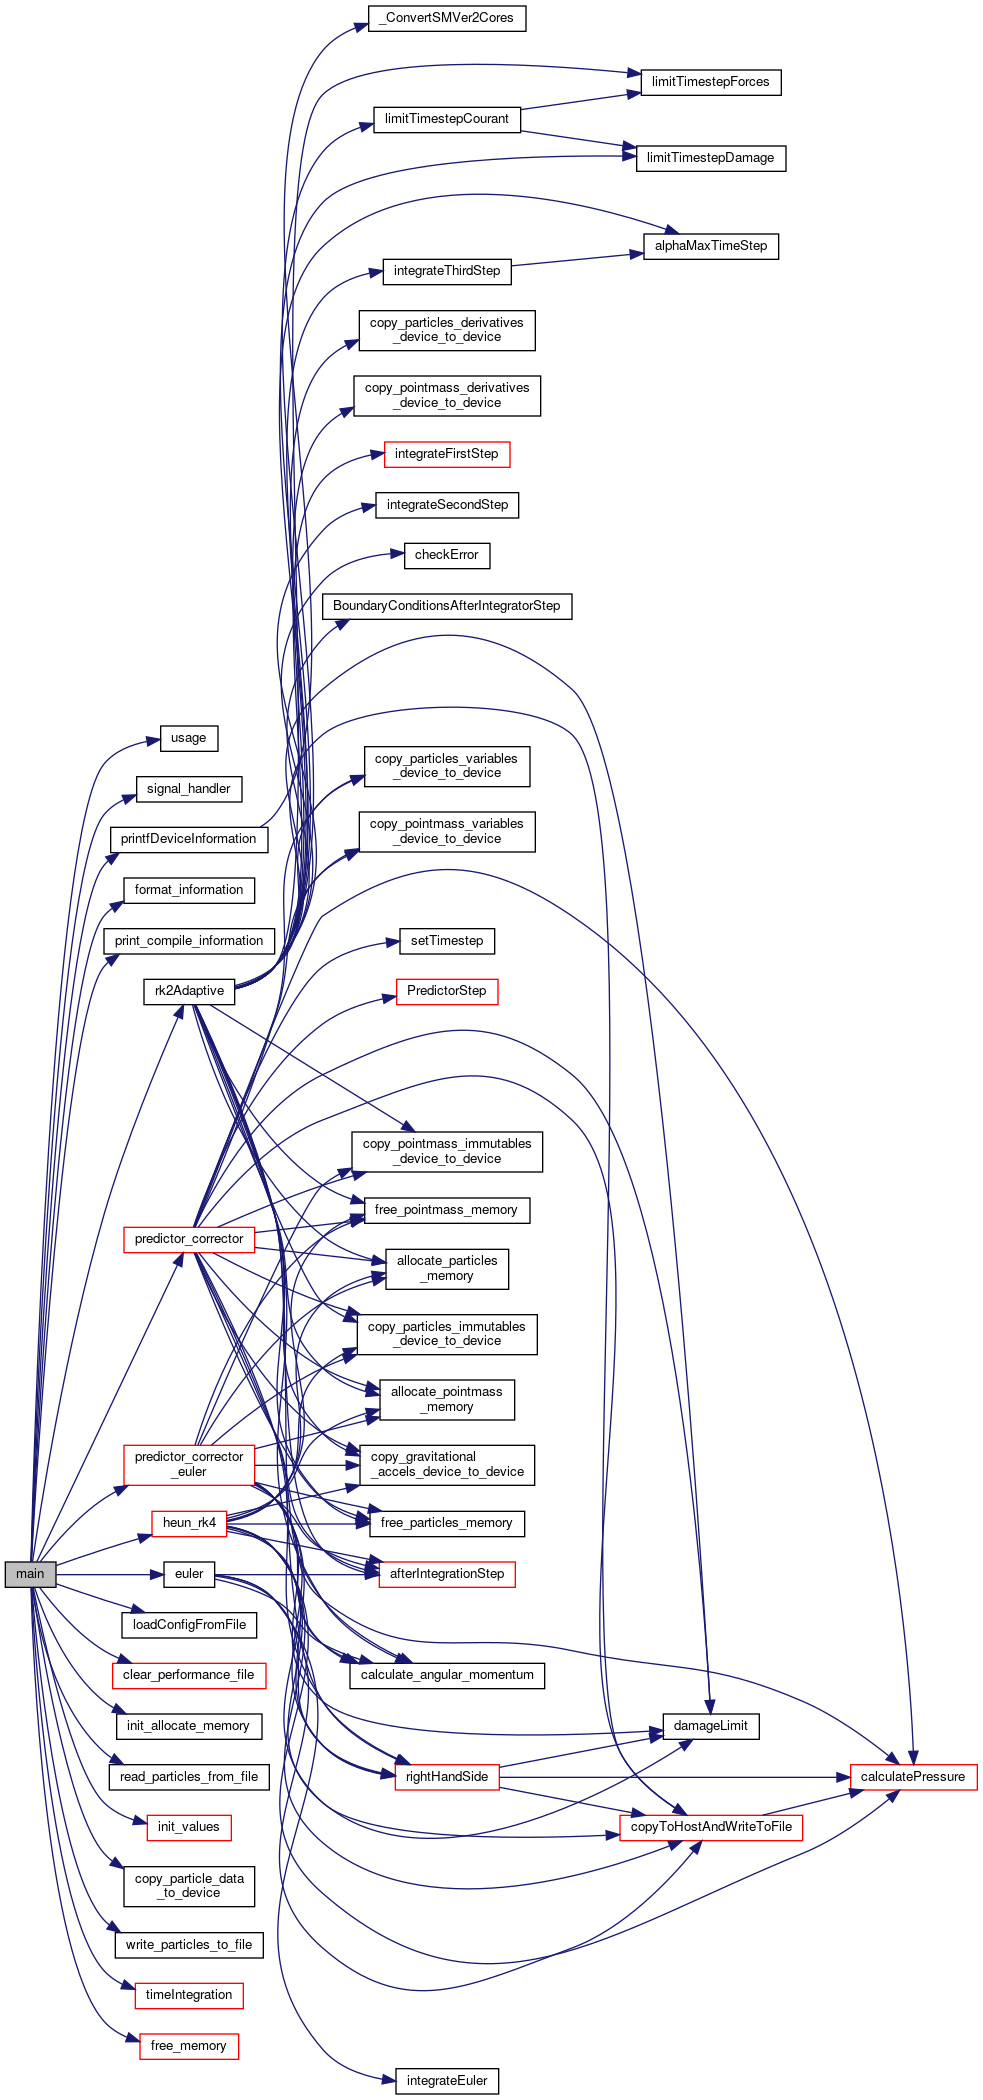 _ConvertSMVer2Cores
limitTimestepForces
limitTimestepCourant
limitTimestepDamage
alphaMaxTimeStep
integrateThirdStep
copy_particles_derivatives
_device_to_device
copy_pointmass_derivatives
_device_to_device
integrateFirstStep
integrateSecondStep
checkError
BoundaryConditionsAfterIntegratorStep
usage
copy_particles_variables
_device_to_device
signal_handler
printfDeviceInformation
copy_pointmass_variables
_device_to_device
format_information
print_compile_information
setTimestep
rk2Adaptive
PredictorStep
copy_pointmass_immutables
_device_to_device
free_pointmass_memory
predictor_corrector
allocate_particles
_memory
copy_particles_immutables
_device_to_device
allocate_pointmass
_memory
predictor_corrector
_euler
copy_gravitational
_accels_device_to_device
heun_rk4
free_particles_memory
main
euler
afterIntegrationStep
loadConfigFromFile
clear_performance_file
calculate_angular_momentum
init_allocate_memory
damageLimit
read_particles_from_file
rightHandSide
calculatePressure
init_values
copyToHostAndWriteToFile
copy_particle_data
_to_device
write_particles_to_file
timeIntegration
free_memory
integrateEuler